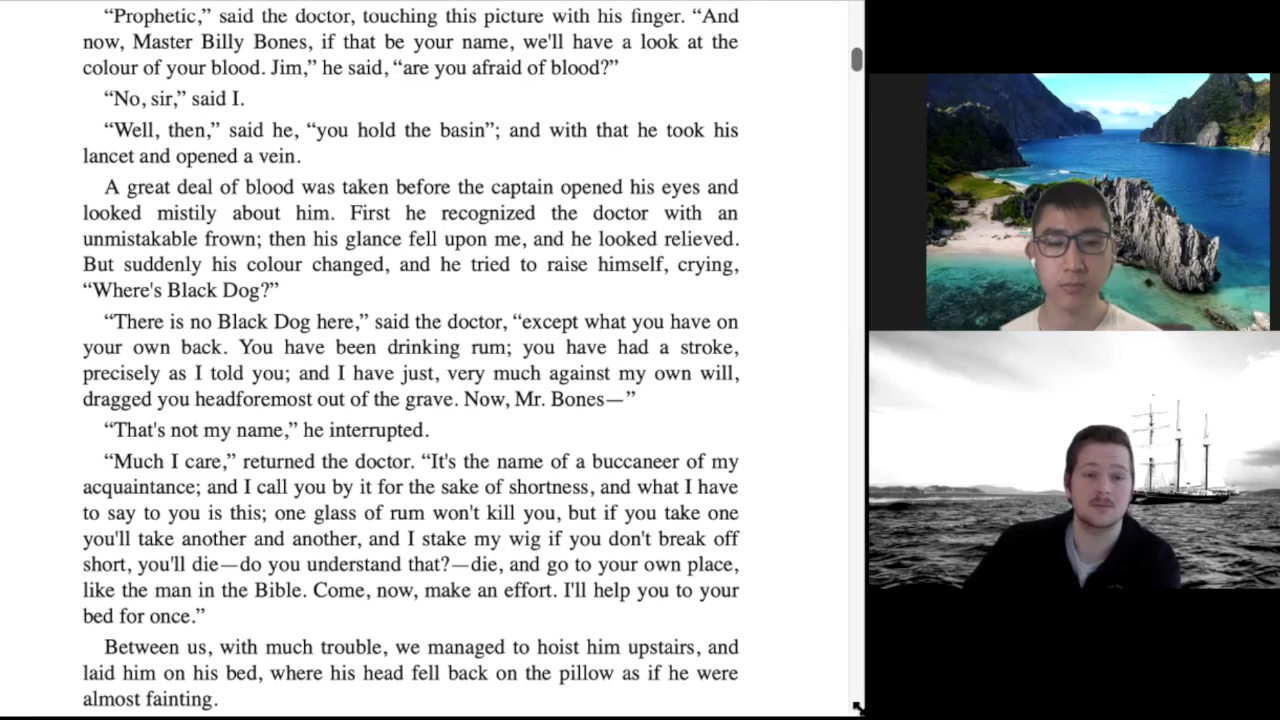 “Prophetic,” said the doctor, touching this picture with his finger. “And
now, Master Billy Bones, if that be your name, we'll have a look at the
colour of your blood. Jim,” he said, “are you afraid of blood?”
“No, sir,” said I.
“Well, then,” said he, “you hold the basin”; and with that he took his
lancet and opened a vein.
A great deal of blood was taken before the captain opened his eyes and
looked mistily about him. First he recognized the doctor with an
unmistakable frown; then his glance fell upon me, and he looked relieved.
But suddenly his colour changed, and he tried to raise himself, crying,
“Where's Black Dog?”
“There is no Black Dog here,” said the doctor, “except what you have on
your own back. You have been drinking rum; you have had a stroke,
precisely as I told you; and I have just, very much against my own will,
dragged you headforemost out of the grave. Now, Mr. Bones—”
“That's not my name,” he interrupted.
“Much I care,” returned the doctor. “It's the name of a buccaneer of my
acquaintance; and I call you by it for the sake of shortness, and what I have
to say to you is this; one glass of rum won't kill you, but if you take one
you'll take another and another, and I stake my wig if you don't break off
short, you'll die—do you understand that?—die, and go to your own place,
like the man in the Bible. Come, now, make an effort. I'll help you to your
bed for once.”
Between us, with much trouble, we managed to hoist him upstairs, and
laid him on his bed, where his head fell back on the pillow as if he were
almost fainting.